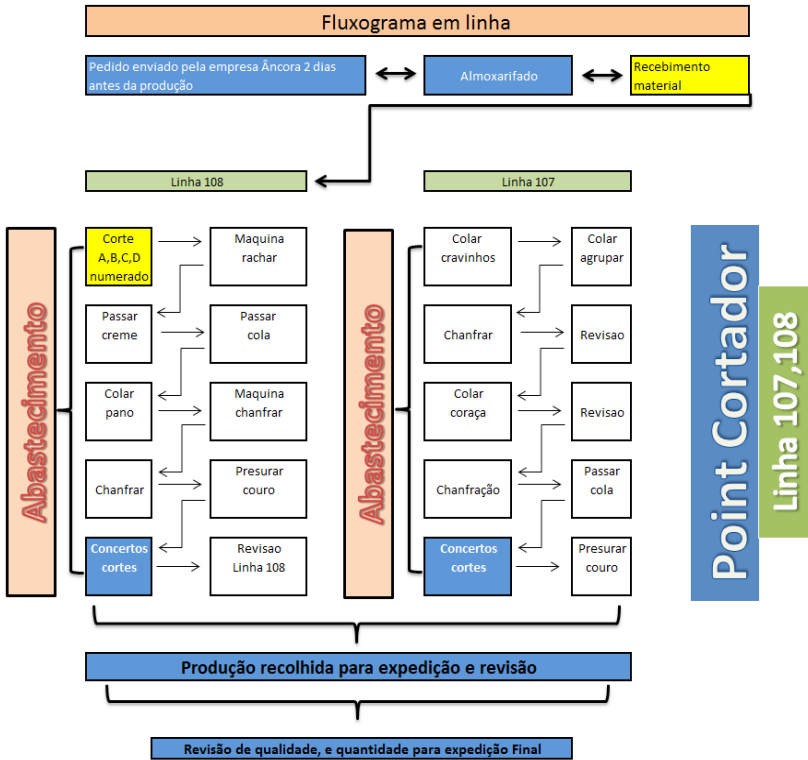 Fluxograma em linha
Pedido enviado pela empresa Âncora 2 dias
antes da produção
Almoxarifado
Recebimento
material
Linha 108
Linha 107
Abastecimento
Corte
A,B,C,D
numerado
Maquina
rachar
Passar
creme
Passar
cola
Colar
pano
Maquina
chanfrar
Chanfrar
Presurar
couro
Concertos
cortes
Revisao
Linha 108
Abastecimento
Colar
cravinhos
Colar
agrupar
Chanfrar
Revisao
Colar
coraça
Revisao
Chanfração
Passar
cola
Concertos
cortes
Presurar
couro
Point Cortador
Linha 107,108
Produção recolhida para expedição e revisão
Revisão de qualidade, e quantidade para expedição Final